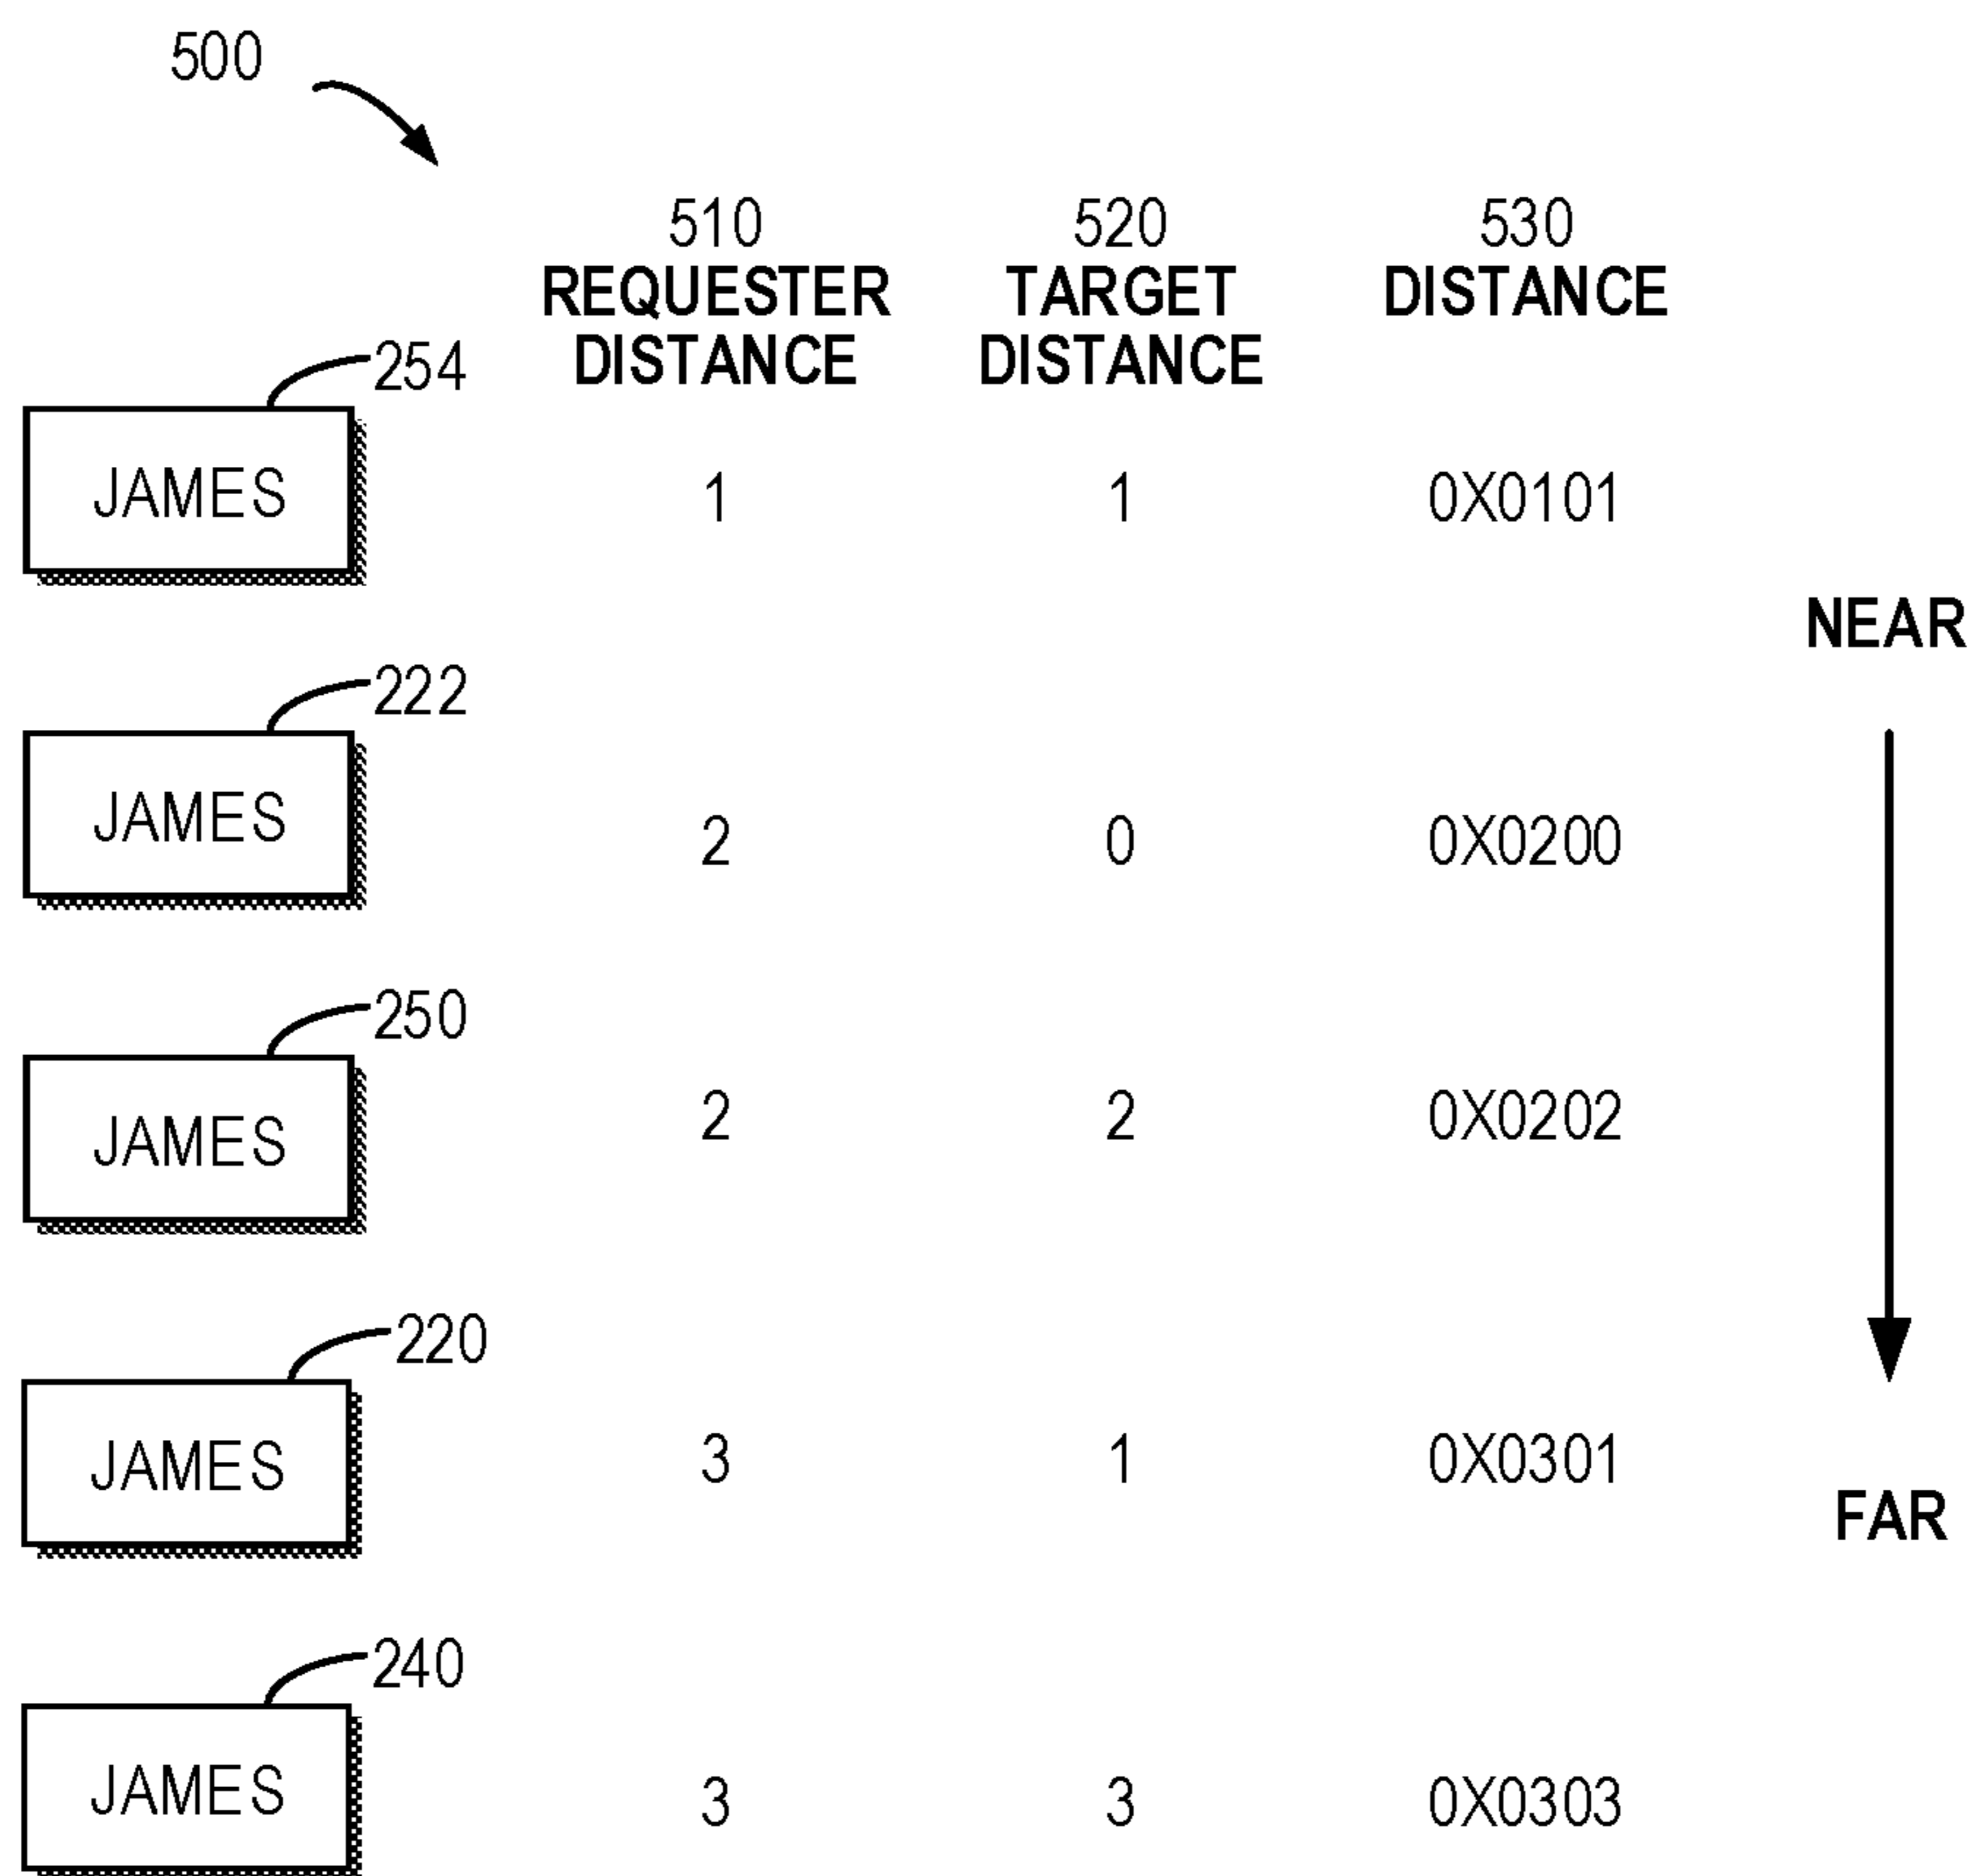 500
510 520 530
REQUESTER TARGET DISTANCE
DISTANCE DISTANCE
254
JAMES 1 1 0X0101
NEAR
222
JAMES 2 0 0X0200
250
JAMES 2 2 0X0202
220
JAMES 3 1 0X0301
FAR
240
JAMES 3 3 0X0303